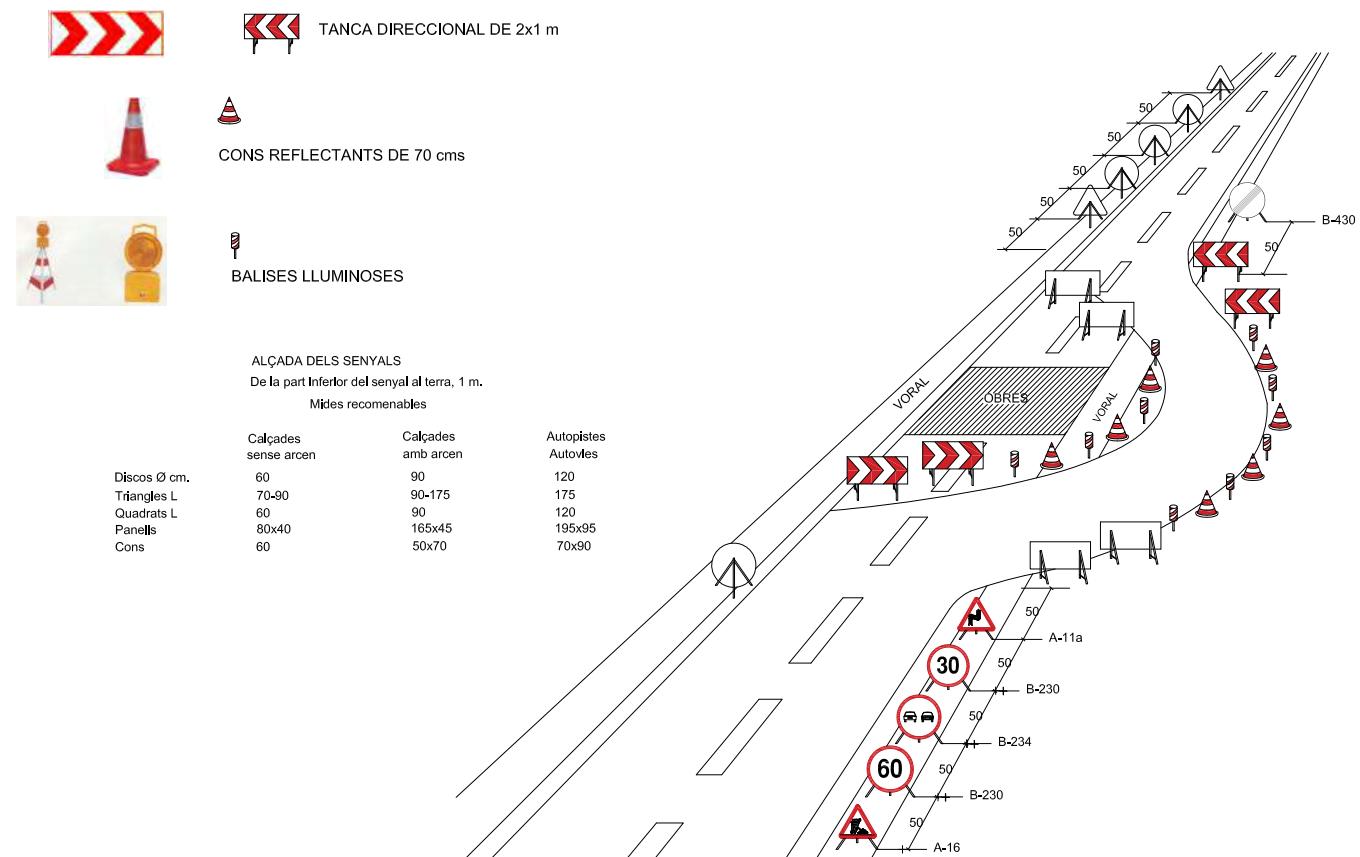 TANCA DIRECCIONAL DE 2x1 m
CONS REFLECTANTS DE 70 cms
BALISES LLUMINOSES
ALÇADA DELS SENYALS
De la part Inferior del senyal al terra, 1 m.
Mides recomenables
Calçades sense arcen
Calçades amb arcen
Autopistes Autovies
Discos Ø cm. 60 90 120
Triangles L 70-90 90-175 175
Quadrats L 60 90 120
Panells 80x40 165x45 195x95
Cons 60 50x70 70x90
50
50
50
50
50
B-430
50
VORAL
OBRES
VORAL
50
A-11a
30
50
B-230
50
B-234
60
50
B-230
50
A-16